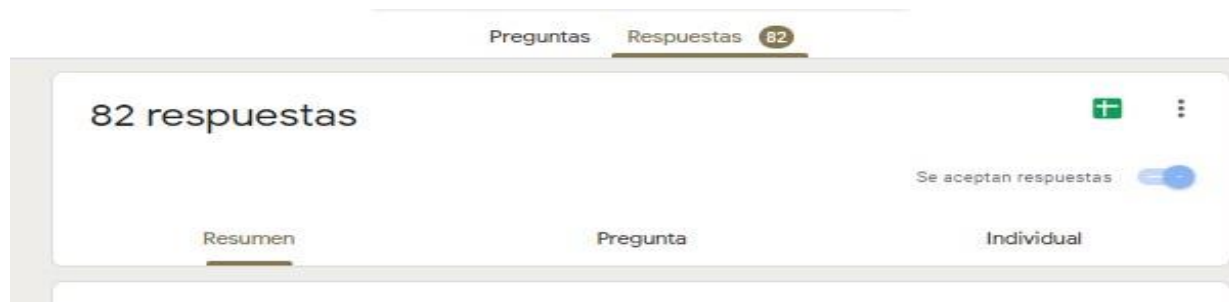 Preguntas Respuestas 82
82 respuestas
Se aceptan respuestas
Resumen Pregunta Individual